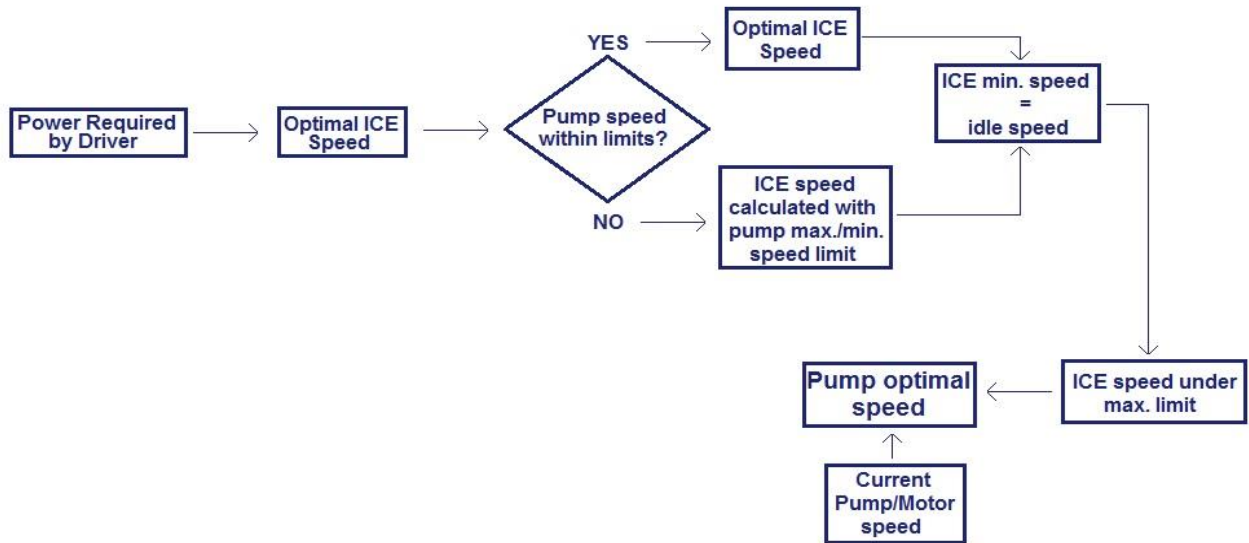 Power Required
by Driver
Optimal ICE
Speed
Pump speed
within limits?
YES
Optimal ICE
Speed
NO
ICE speed
calculated with
pump max./min.
speed limit
ICE min. speed
=
idle speed
ICE speed under
max. limit
Pump optimal
speed
Current
Pump/Motor
speed